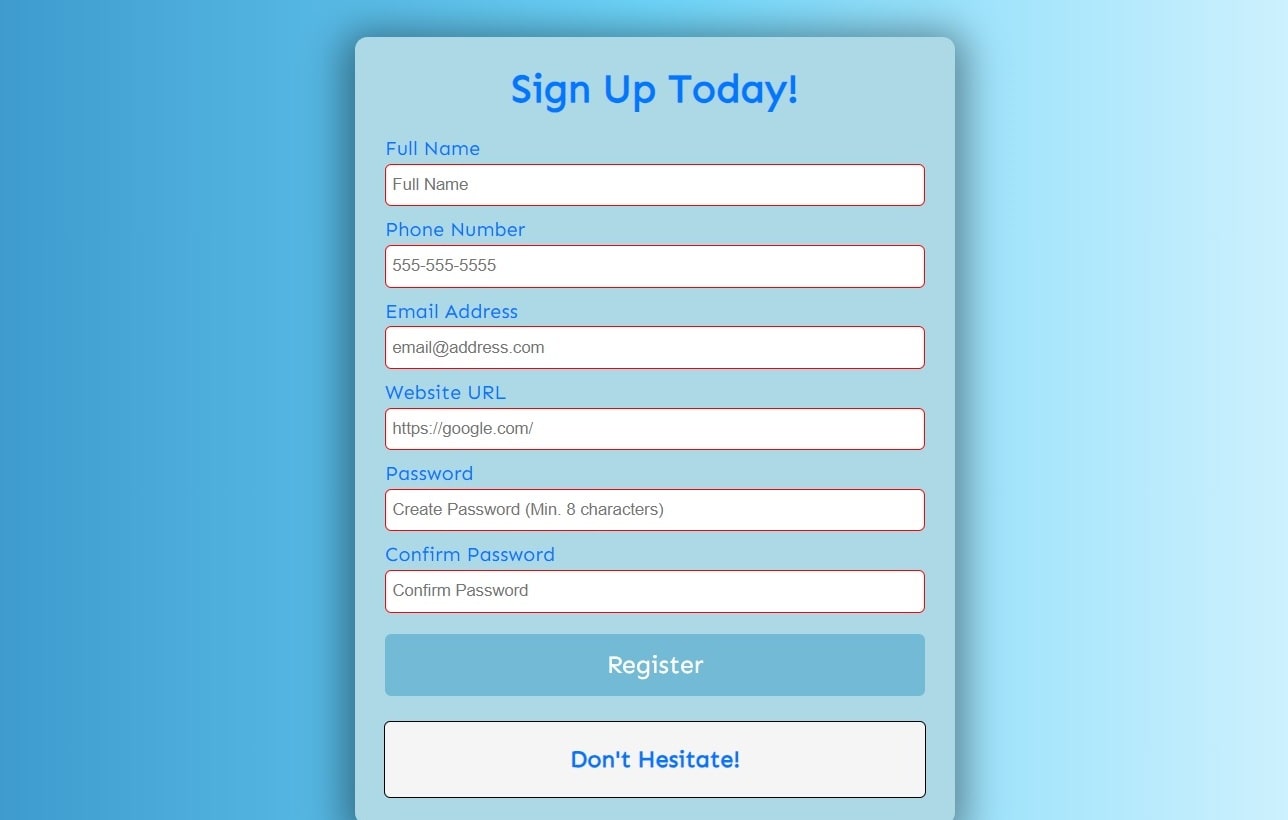 Sign Up Today!
Full Name
Full Name
Phone Number
555-555-5555
Email Address
email@address.com
Website URL
https://google.com/
Password
Create Password (Min. 8 characters)
Confirm Password
Confirm Password
Register
Don't Hesitate!